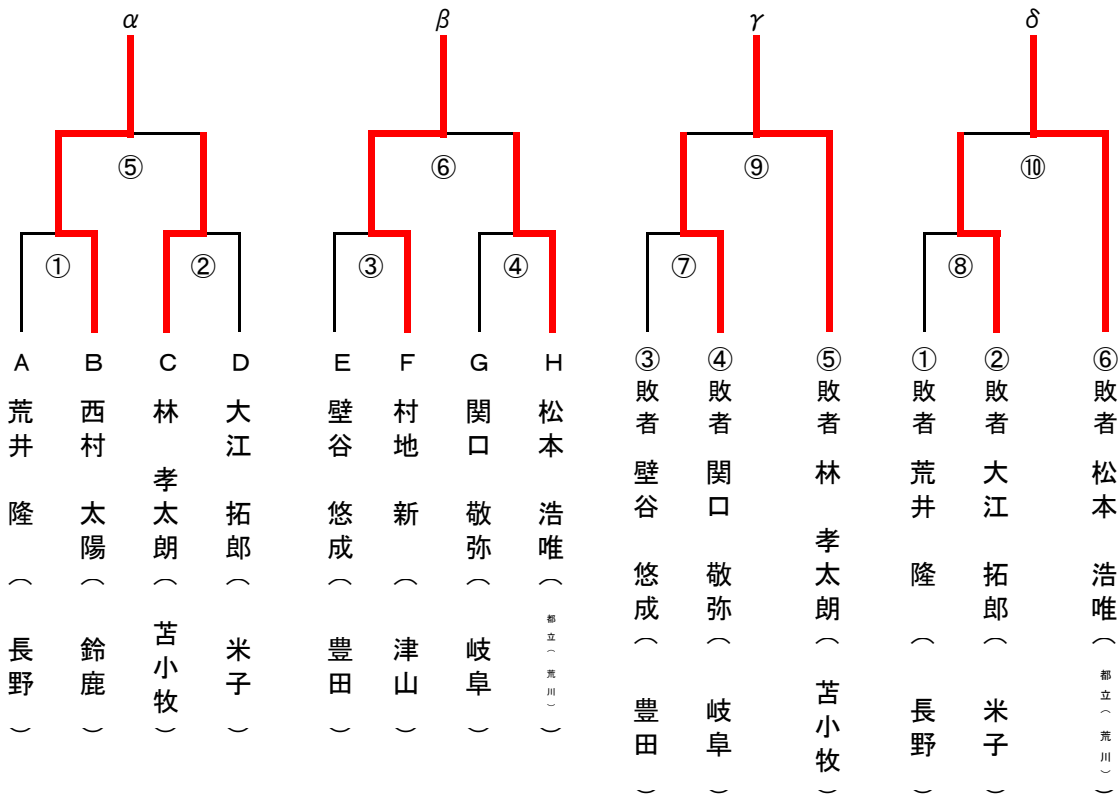 α
β
γ
δ
⑤
⑥
⑨
⑩
①
②
③
④
⑦
⑧
A 荒井 隆（長野）
B 西村 太陽（鈴鹿）
C 林 孝太朗（苫小牧）
D 大江 拓郎（米子）
E 壁谷 悠成（豊田）
F 村地 新（津山）
G 関口 敬弥（岐阜）
H 松本 浩唯（都立（荒川））
③敗者 壁谷 悠成（豊田）
④敗者 関口 敬弥（岐阜）
⑤敗者 林 孝太朗（苫小牧）
①敗者 荒井 隆（長野）
②敗者 大江 拓郎（米子）
⑥敗者 松本 浩唯（都立（荒川））